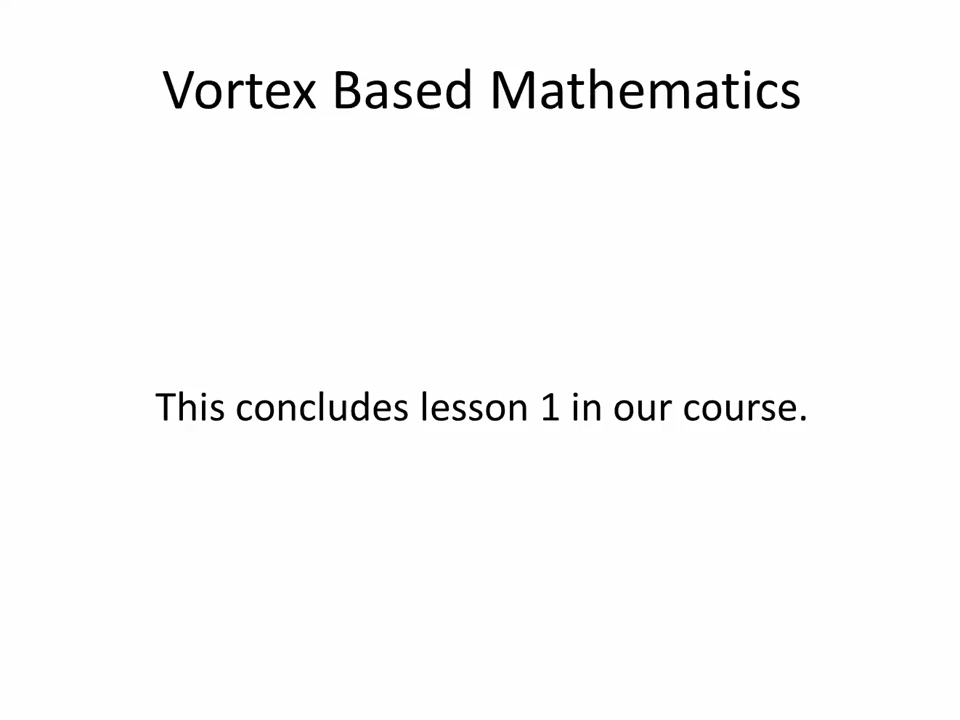 Vortex Based Mathematics
This concludes lesson 1 in our course.